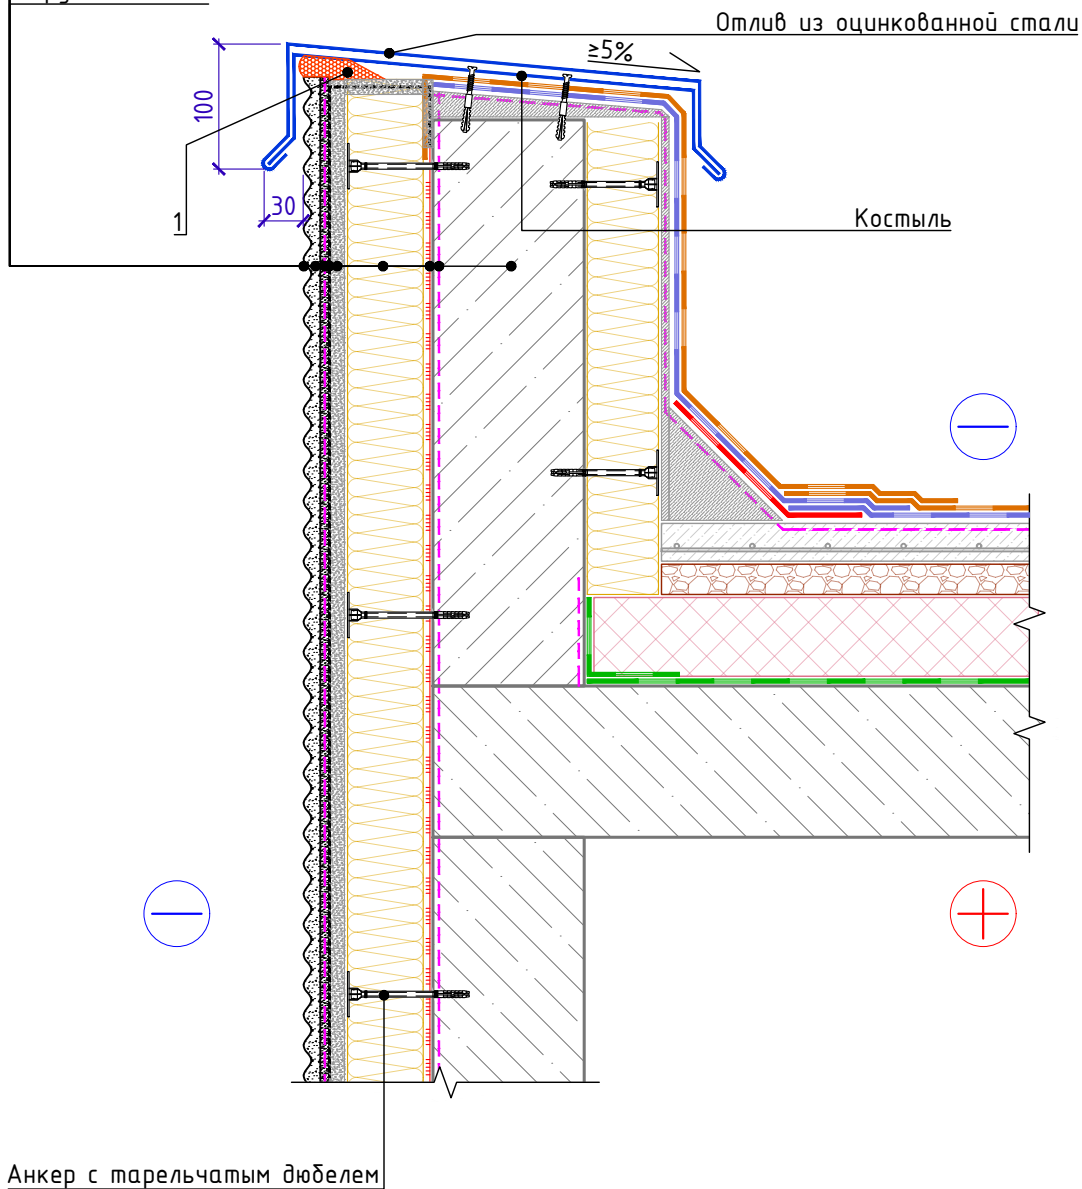 Отлив из оцинкованной стали
≥5%
100
30
1
Костыль
Анкер с тарельчатым дюбелем